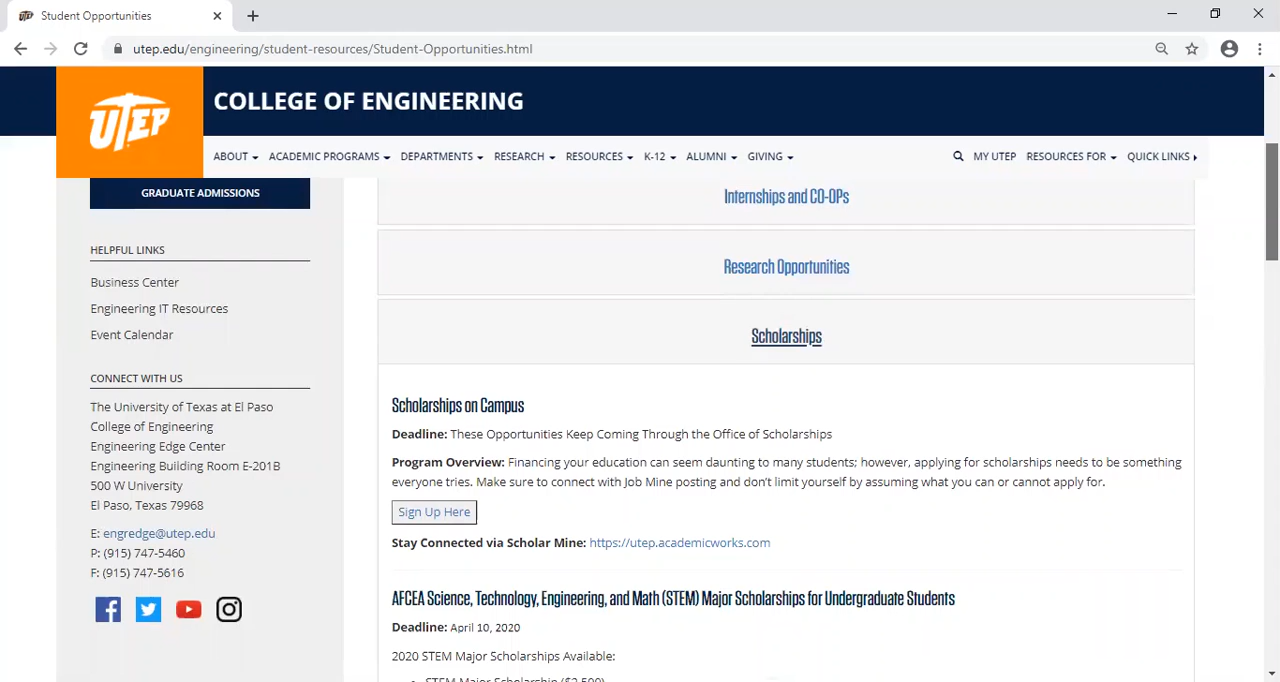 Student Opportunities
utep.edu/engineering/student-resources/Student-Opportunities.html
UTEP
COLLEGE OF ENGINEERING
ABOUT ACADEMIC PROGRAMS DEPARTMENTS RESEARCH RESOURCES K-12 ALUMNI GIVING MY UTEP RESOURCES FOR QUICK LINKS
GRADUATE ADMISSIONS
HELPFUL LINKS
Business Center
Engineering IT Resources
Event Calendar
CONNECT WITH US
The University of Texas at El Paso
College of Engineering
Engineering Edge Center
Engineering Building Room E-201B
500 W University
El Paso, Texas 79968
E: engredge@utep.edu
P: (915) 747-5460
F: (915) 747-5616
Internships and CO-OPs
Research Opportunities
Scholarships
Scholarships on Campus
Deadline: These Opportunities Keep Coming Through the Office of Scholarships
Program Overview: Financing your education can seem daunting to many students; however, applying for scholarships needs to be something
everyone tries. Make sure to connect with Job Mine posting and don't limit yourself by assuming what you can or cannot apply for.
Sign Up Here
Stay Connected via Scholar Mine: https://utep.academicworks.com
AFCEA Science, Technology, Engineering, and Math (STEM) Major Scholarships for Undergraduate Students
Deadline: April 10, 2020
2020 STEM Major Scholarships Available:
STEM Major Scholarship ($2,500)